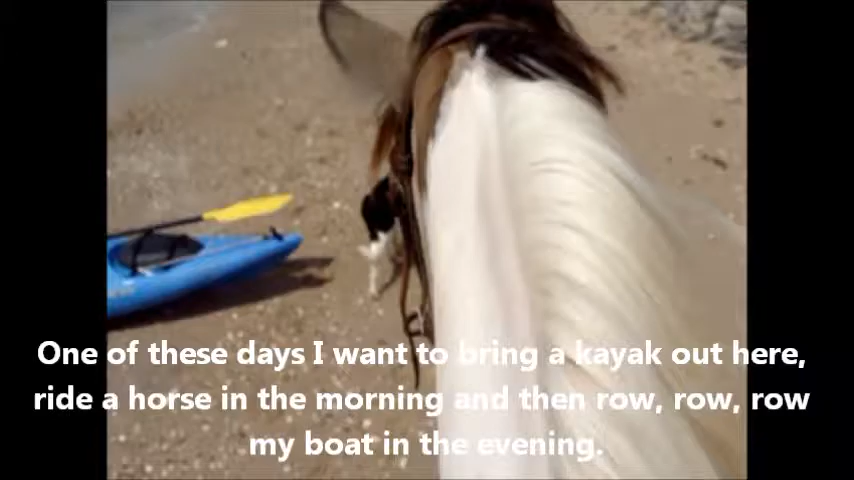 One of these days I want to bring a kayak out here,
ride a horse in the morning and then row, row, row
my boat in the evening.